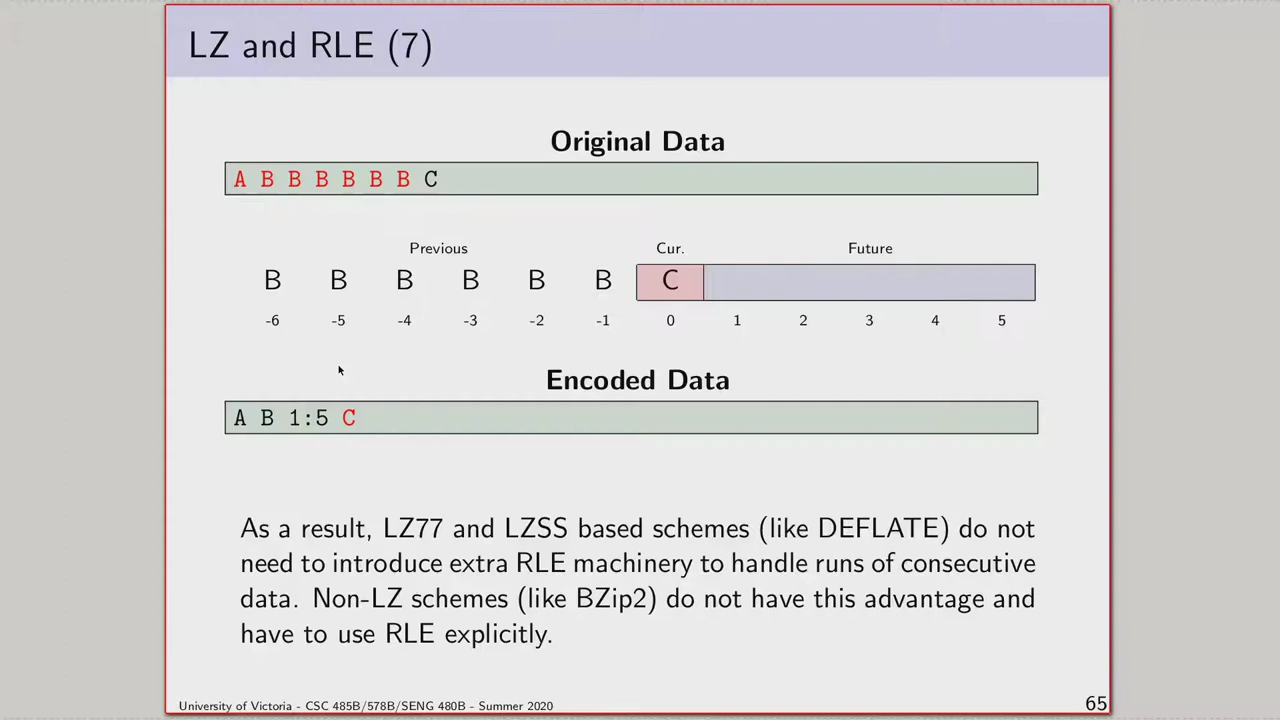 LZ and RLE (7)
Original Data
A B B B B B B C
Previous Cur. Future
B B B B B B C
-6 -5 -4 -3 -2 -1 0 1 2 3 4 5
Encoded Data
A B 1:5 C
As a result, LZ77 and LZSS based schemes (like DEFLATE) do not
need to introduce extra RLE machinery to handle runs of consecutive
data. Non-LZ schemes (like BZip2) do not have this advantage and
have to use RLE explicitly.
University of Victoria - CSC 485B/578B/SENG 480B - Summer 2020 65